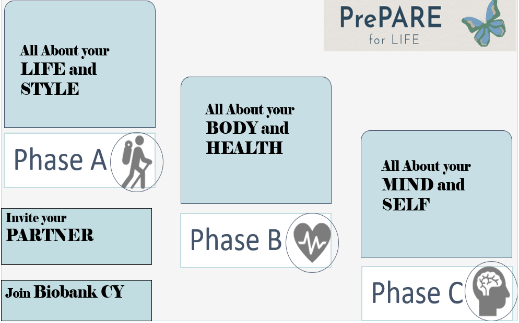 PrePARE
for LIFE
All About your
LIFE and
STYLE
Phase A
Invite your
PARTNER
Join Biobank CY
All About your
BODY and
HEALTH
Phase B
All About your
MIND and
SELF
Phase C